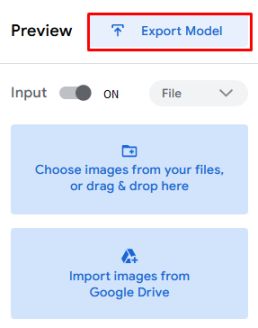 Preview
Export Model
Input
ON
File
Choose images from your files,
or drag & drop here
Import images from
Google Drive